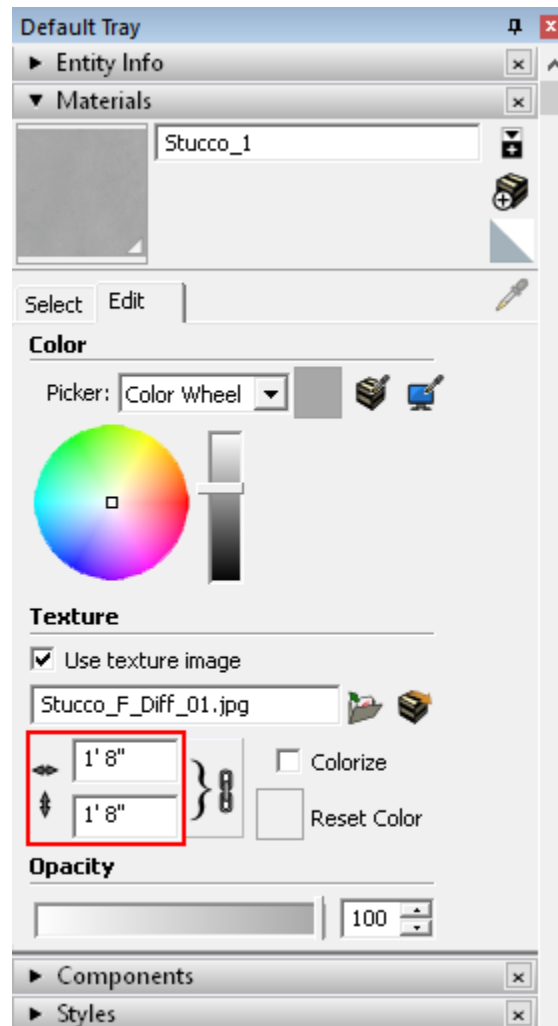 Default Tray
Entity Info
Materials
Stucco_1
Select Edit
Color
Picker: Color Wheel
Texture
Use texture image
Stucco_F_Diff_01.jpg
1' 8"
Colorize
1' 8"
Reset Color
Opacity
100
Components
Styles